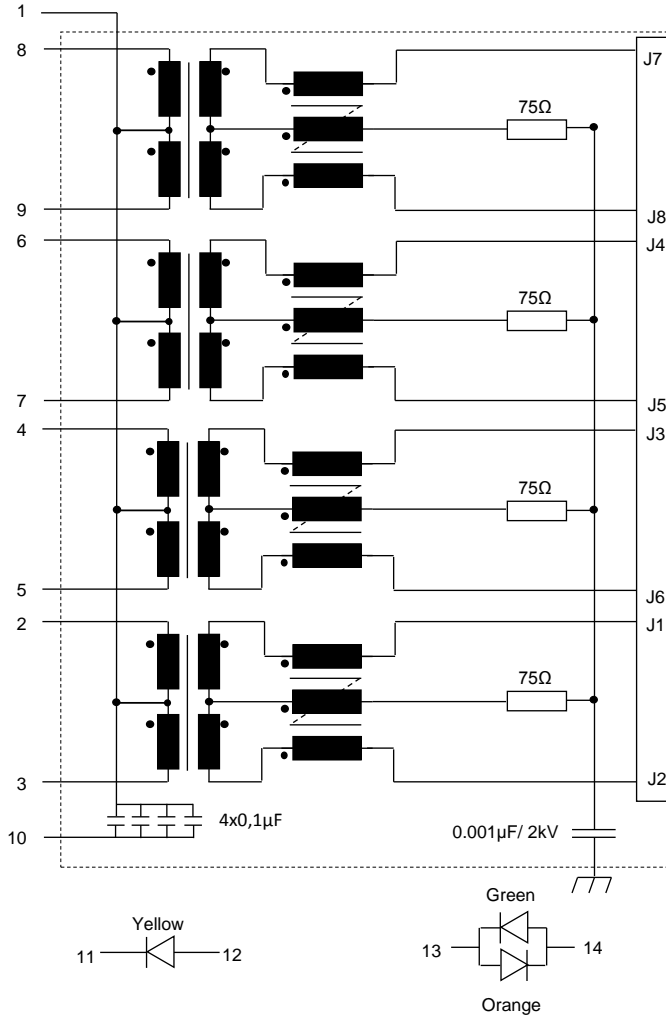 1
8
J7
75Ω
9
J8
6
J4
75Ω
7
J5
4
J3
75Ω
5
J6
2
J1
75Ω
3
J2
4x0,1µF
10
0.001µF/ 2kV
Yellow
11
12
Green
13
14
Orange